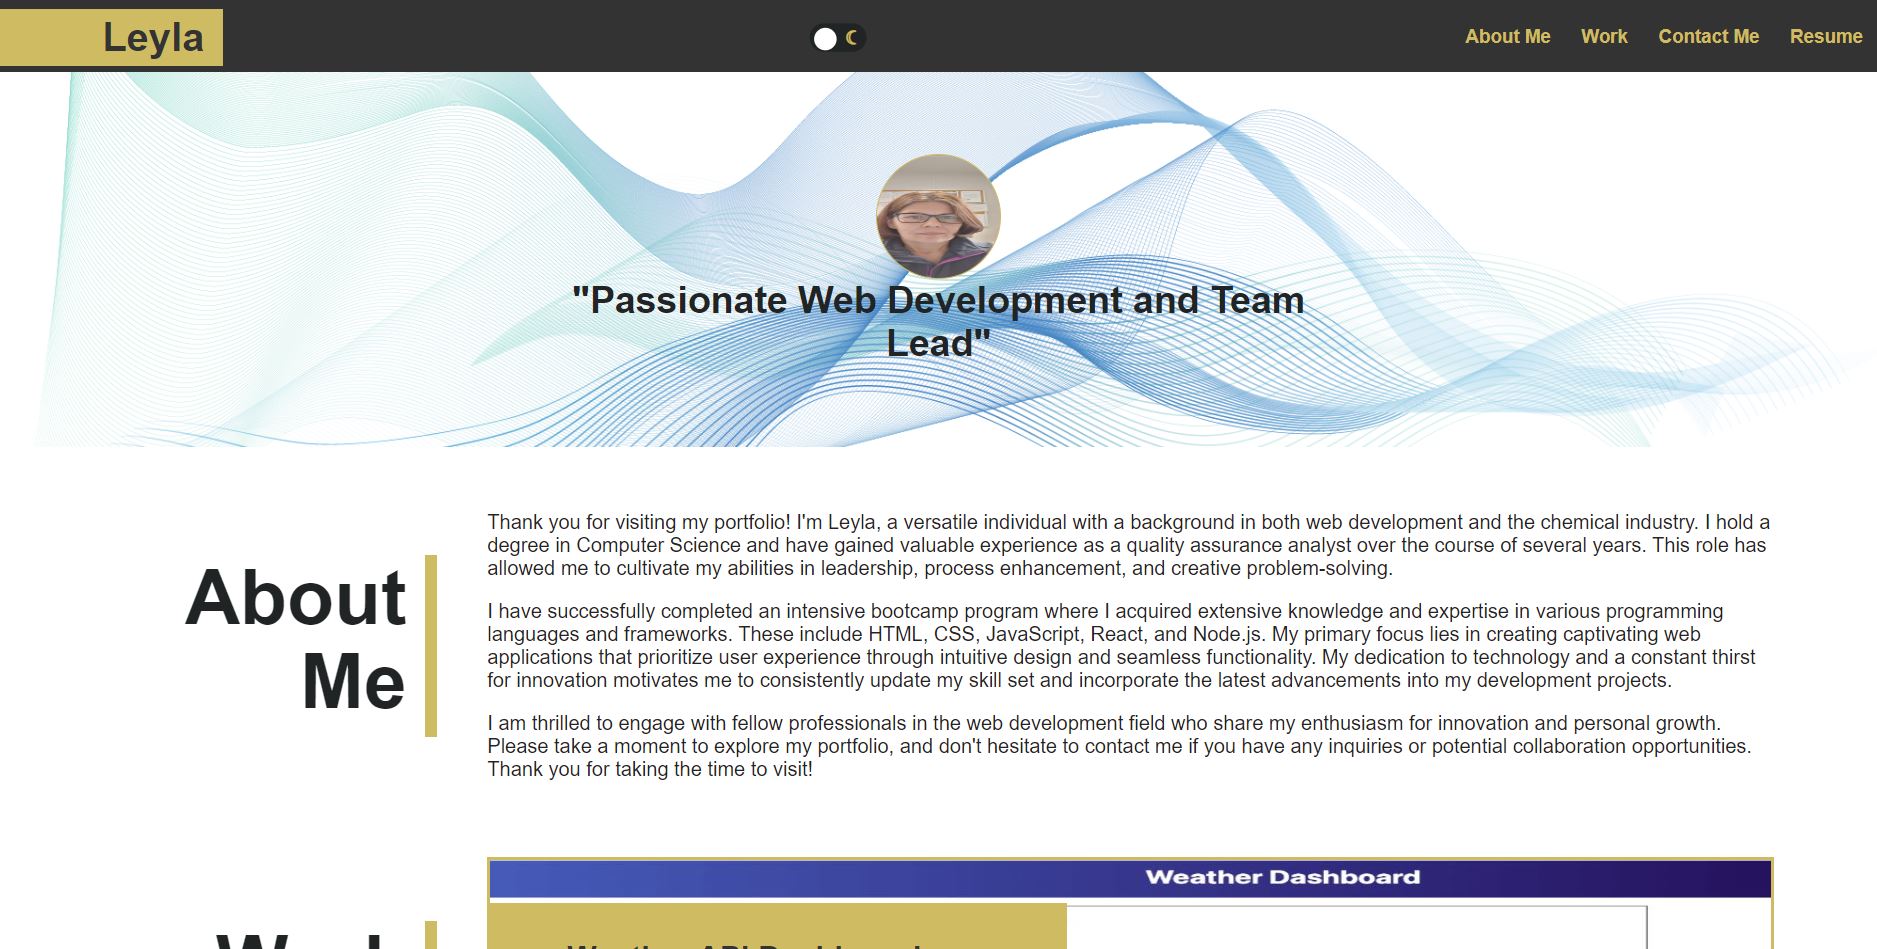 Leyla
About Me
Work
Contact Me
Resume
"Passionate Web Development and Team
Lead"
About
Me
Thank you for visiting my portfolio! I'm Leyla, a versatile individual with a background in both web development and the chemical industry. I hold a
degree in Computer Science and have gained valuable experience as a quality assurance analyst over the course of several years. This role has
allowed me to cultivate my abilities in leadership, process enhancement, and creative problem-solving.
I have successfully completed an intensive bootcamp program where I acquired extensive knowledge and expertise in various programming
languages and frameworks. These include HTML, CSS, JavaScript, React, and Node.js. My primary focus lies in creating captivating web
applications that prioritize user experience through intuitive design and seamless functionality. My dedication to technology and a constant thirst
for innovation motivates me to consistently update my skill set and incorporate the latest advancements into my development projects.
I am thrilled to engage with fellow professionals in the web development field who share my enthusiasm for innovation and personal growth.
Please take a moment to explore my portfolio, and don't hesitate to contact me if you have any inquiries or potential collaboration opportunities.
Thank you for taking the time to visit!
Work
Weather Dashboard
Weather API Dashboard